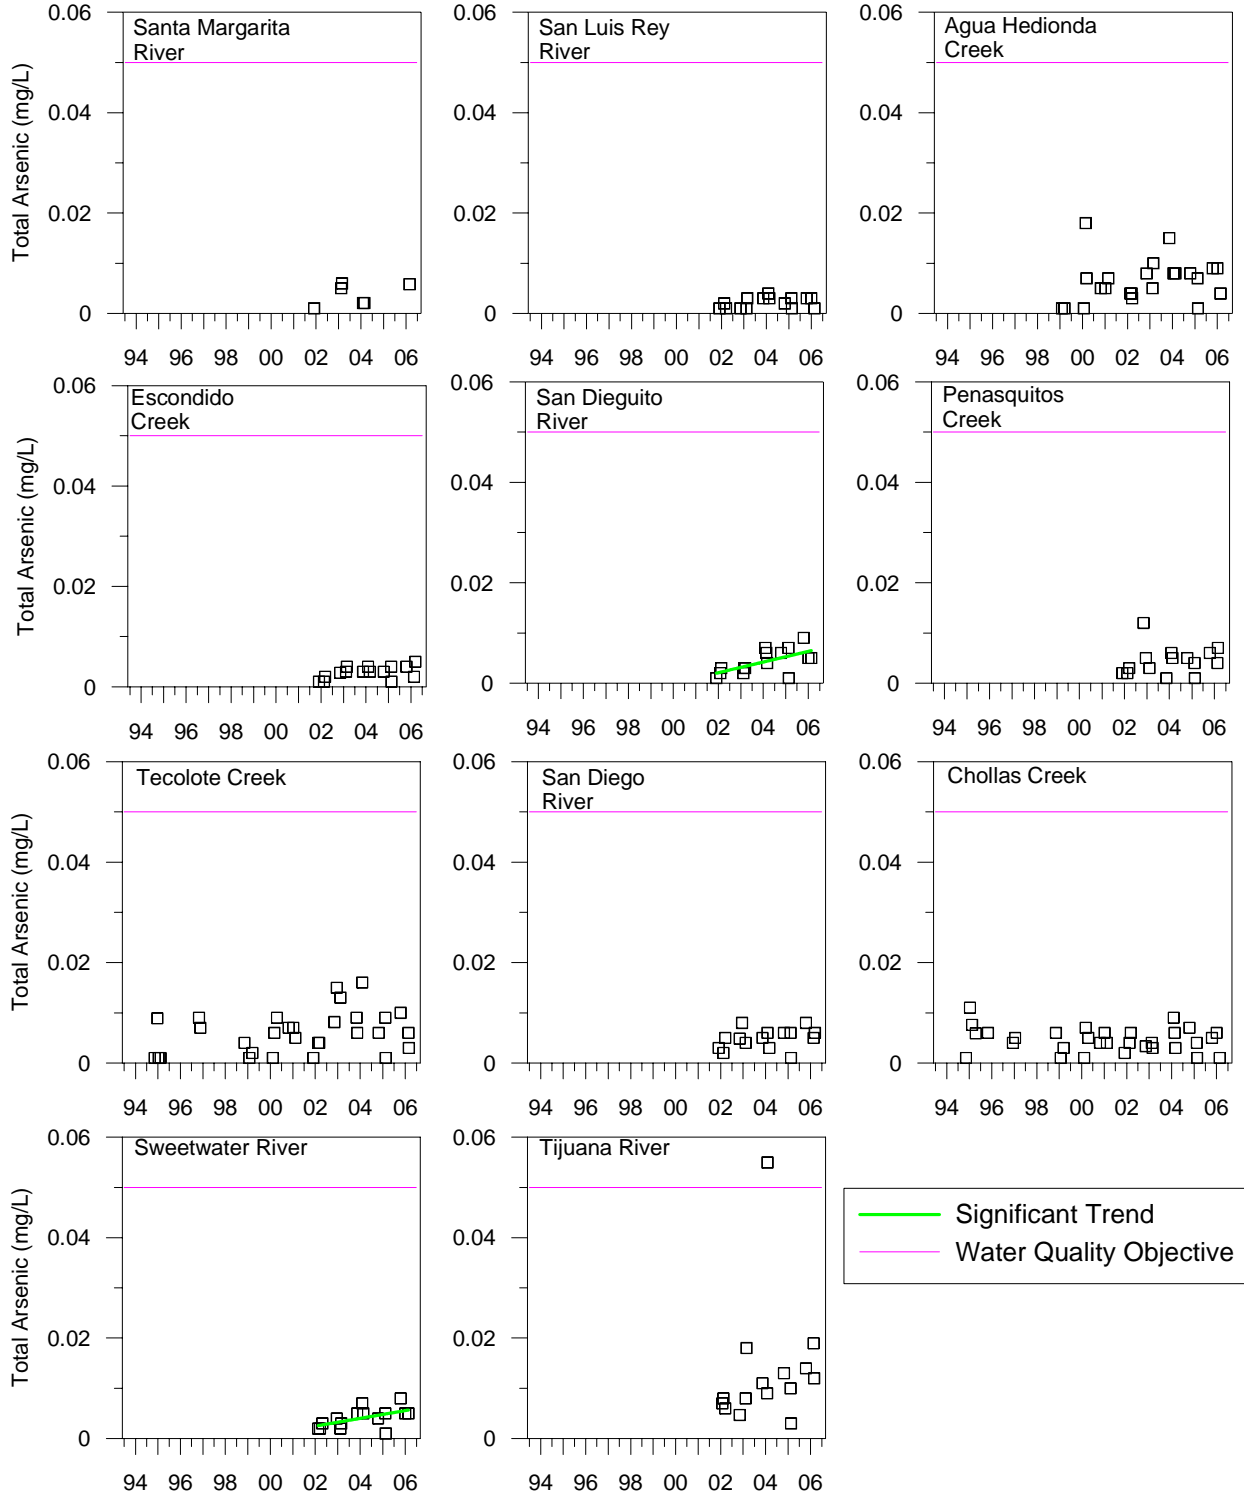 0.06
0.04
0.02
0
Total Arsenic (mg/L)
Santa Margarita
River
94 96 98 00 02 04 06
0.06
0.04
0.02
0
San Luis Rey
River
94 96 98 00 02 04 06
0.06
0.04
0.02
0
Agua Hedionda
Creek
94 96 98 00 02 04 06
0.06
0.04
0.02
0
Total Arsenic (mg/L)
Escondido
Creek
94 96 98 00 02 04 06
0.06
0.04
0.02
0
San Dieguito
River
94 96 98 00 02 04 06
0.06
0.04
0.02
0
Penasquitos
Creek
94 96 98 00 02 04 06
0.06
0.04
0.02
0
Total Arsenic (mg/L)
Tecolote Creek
94 96 98 00 02 04 06
0.06
0.04
0.02
0
San Diego
River
94 96 98 00 02 04 06
0.06
0.04
0.02
0
Chollas Creek
94 96 98 00 02 04 06
0.06
0.04
0.02
0
Total Arsenic (mg/L)
Sweetwater River
94 96 98 00 02 04 06
0.06
0.04
0.02
0
Tijuana River
94 96 98 00 02 04 06
Significant Trend
Water Quality Objective